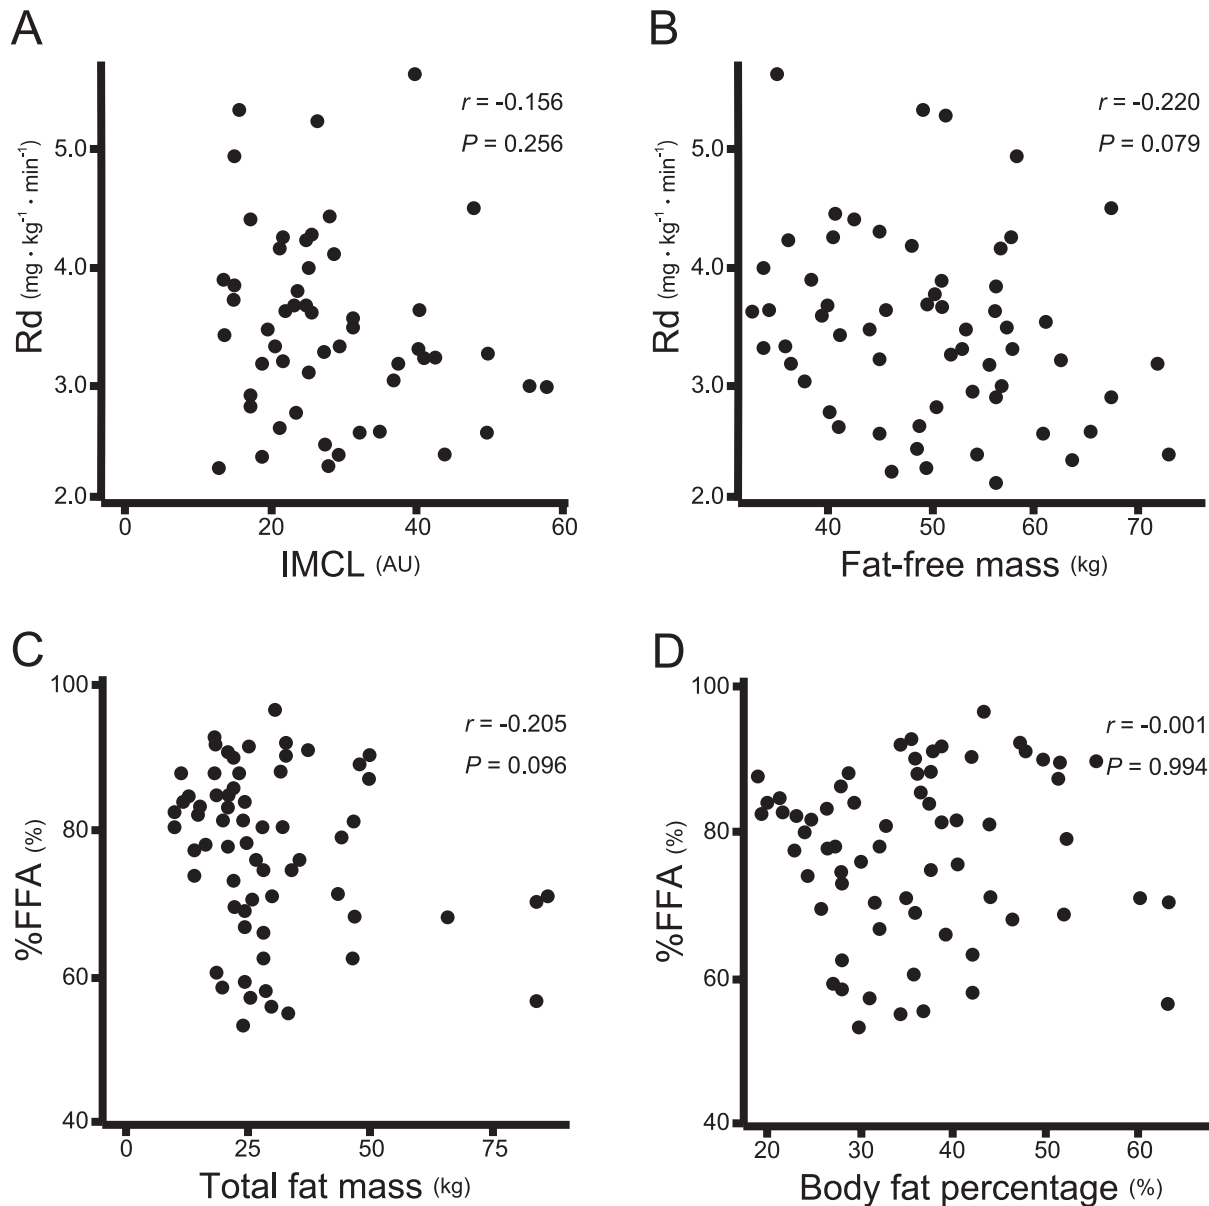 A
r = -0.156
P = 0.256
5.0
4.0
3.0
2.0
Rd (mg · kg⁻¹ · min⁻¹)
0 20 40 60
IMCL (AU)
B
r = -0.220
P = 0.079
5.0
4.0
3.0
2.0
Rd (mg · kg⁻¹ · min⁻¹)
40 50 60 70
Fat-free mass (kg)
C
r = -0.205
P = 0.096
100
80
60
40
%FFA (%)
0 25 50 75
Total fat mass (kg)
D
r = -0.001
P = 0.994
100
80
60
40
%FFA (%)
20 30 40 50 60
Body fat percentage (%)